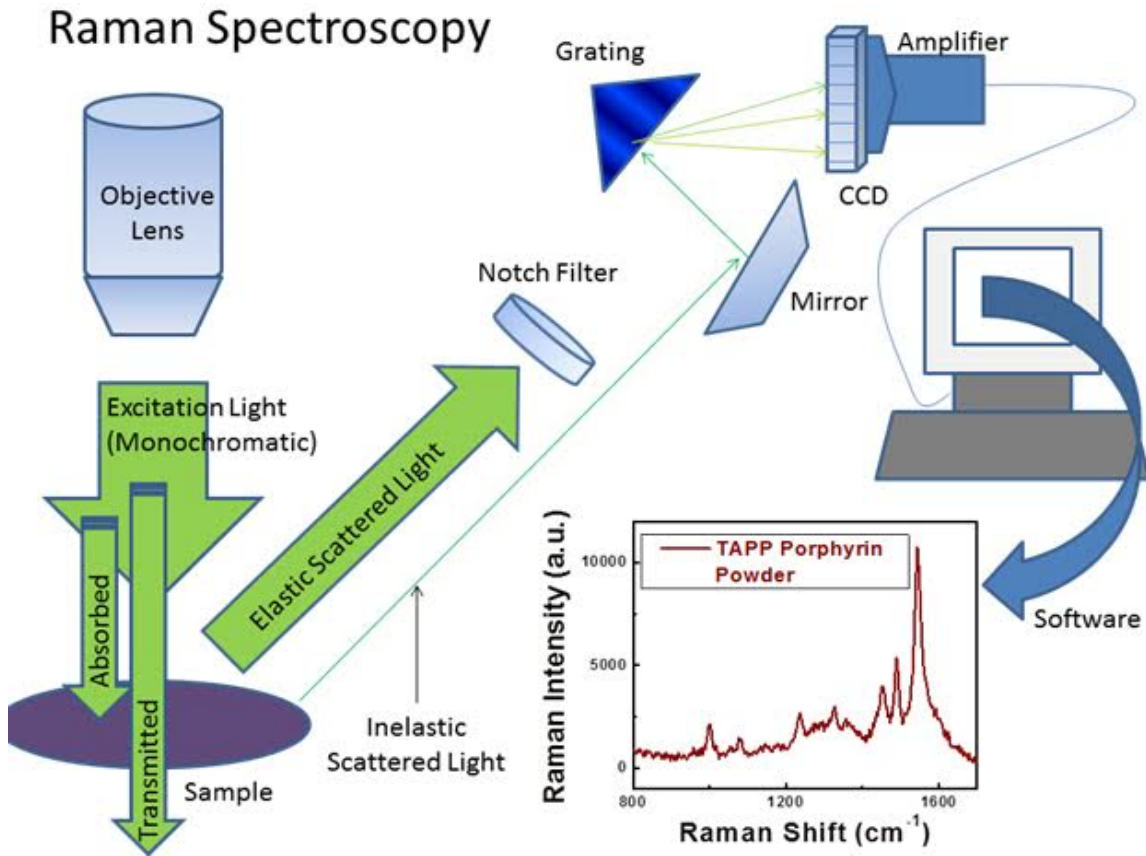 Raman Spectroscopy
Grating
Amplifier
Objective
Lens
CCD
Notch Filter
Mirror
Excitation Light
(Monochromatic)
Elastic Scattered Light
Absorbed
Transmitted
Sample
Inelastic
Scattered Light
Software
TAPP Porphyrin
Powder
Raman Intensity (a.u.)
10000
5000
0
800
1200
1600
Raman Shift (cm⁻¹)